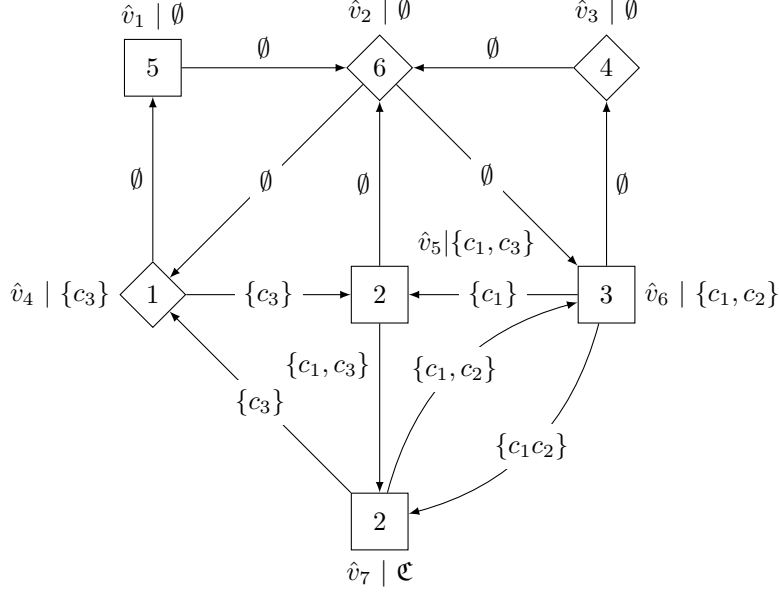 v̂₁ | ∅ v̂₂ | ∅ v̂₃ | ∅
5 ∅ 6 ∅ 4
∅ ∅ ∅ ∅ ∅
v̂₅|{c₁, c₃}
v̂₄ | {c₃} 1 {c₃} 2 {c₁} 3 v̂₆ | {c₁, c₂}
{c₁, c₃} {c₁, c₂}
{c₃}
{c₁c₂}
2
v̂₇ | ℭ